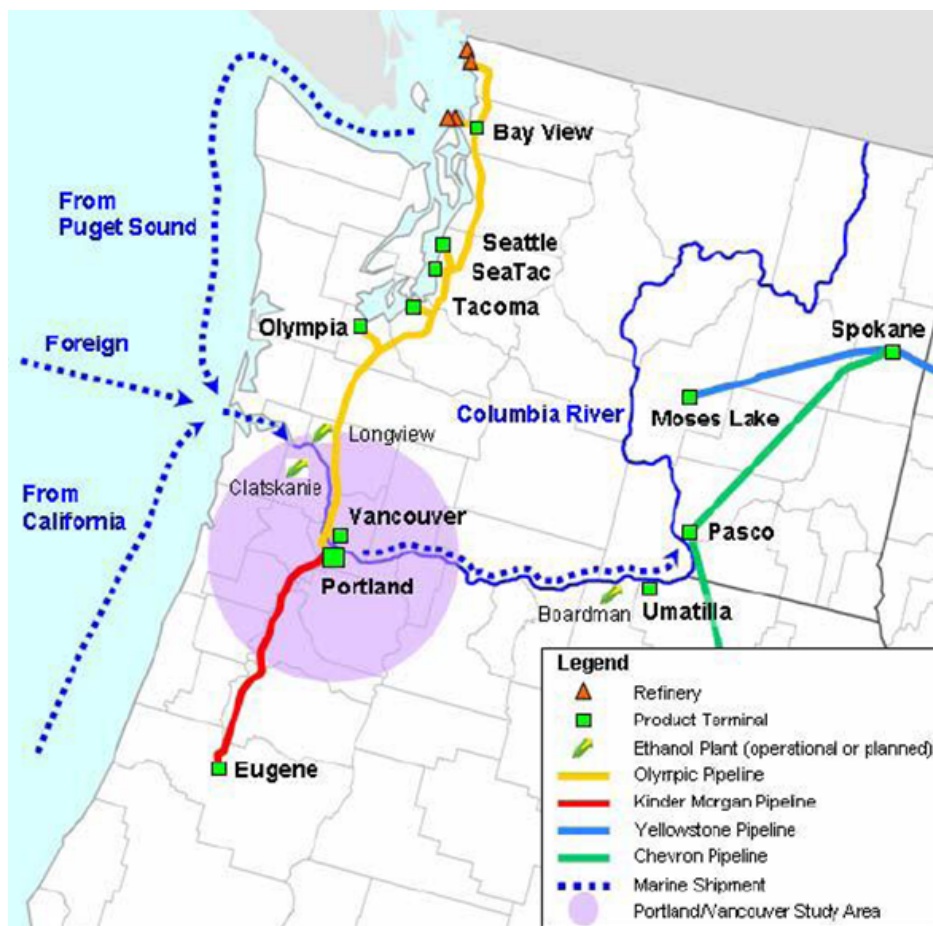 Bay View
From
Puget Sound
Seattle
SeaTac
Tacoma
Olympia
Foreign
Spokane
Columbia River
Moses Lake
Longview
Clatskanie
From
California
Vancouver
Pasco
Portland
Boardman
Umatilla
Eugene
Legend
Refinery
Product Terminal
Ethanol Plant (operational or planned)
Olympic Pipeline
Kinder Morgan Pipeline
Yellowstone Pipeline
Chevron Pipeline
Marine Shipment
Portland/Vancouver Study Area